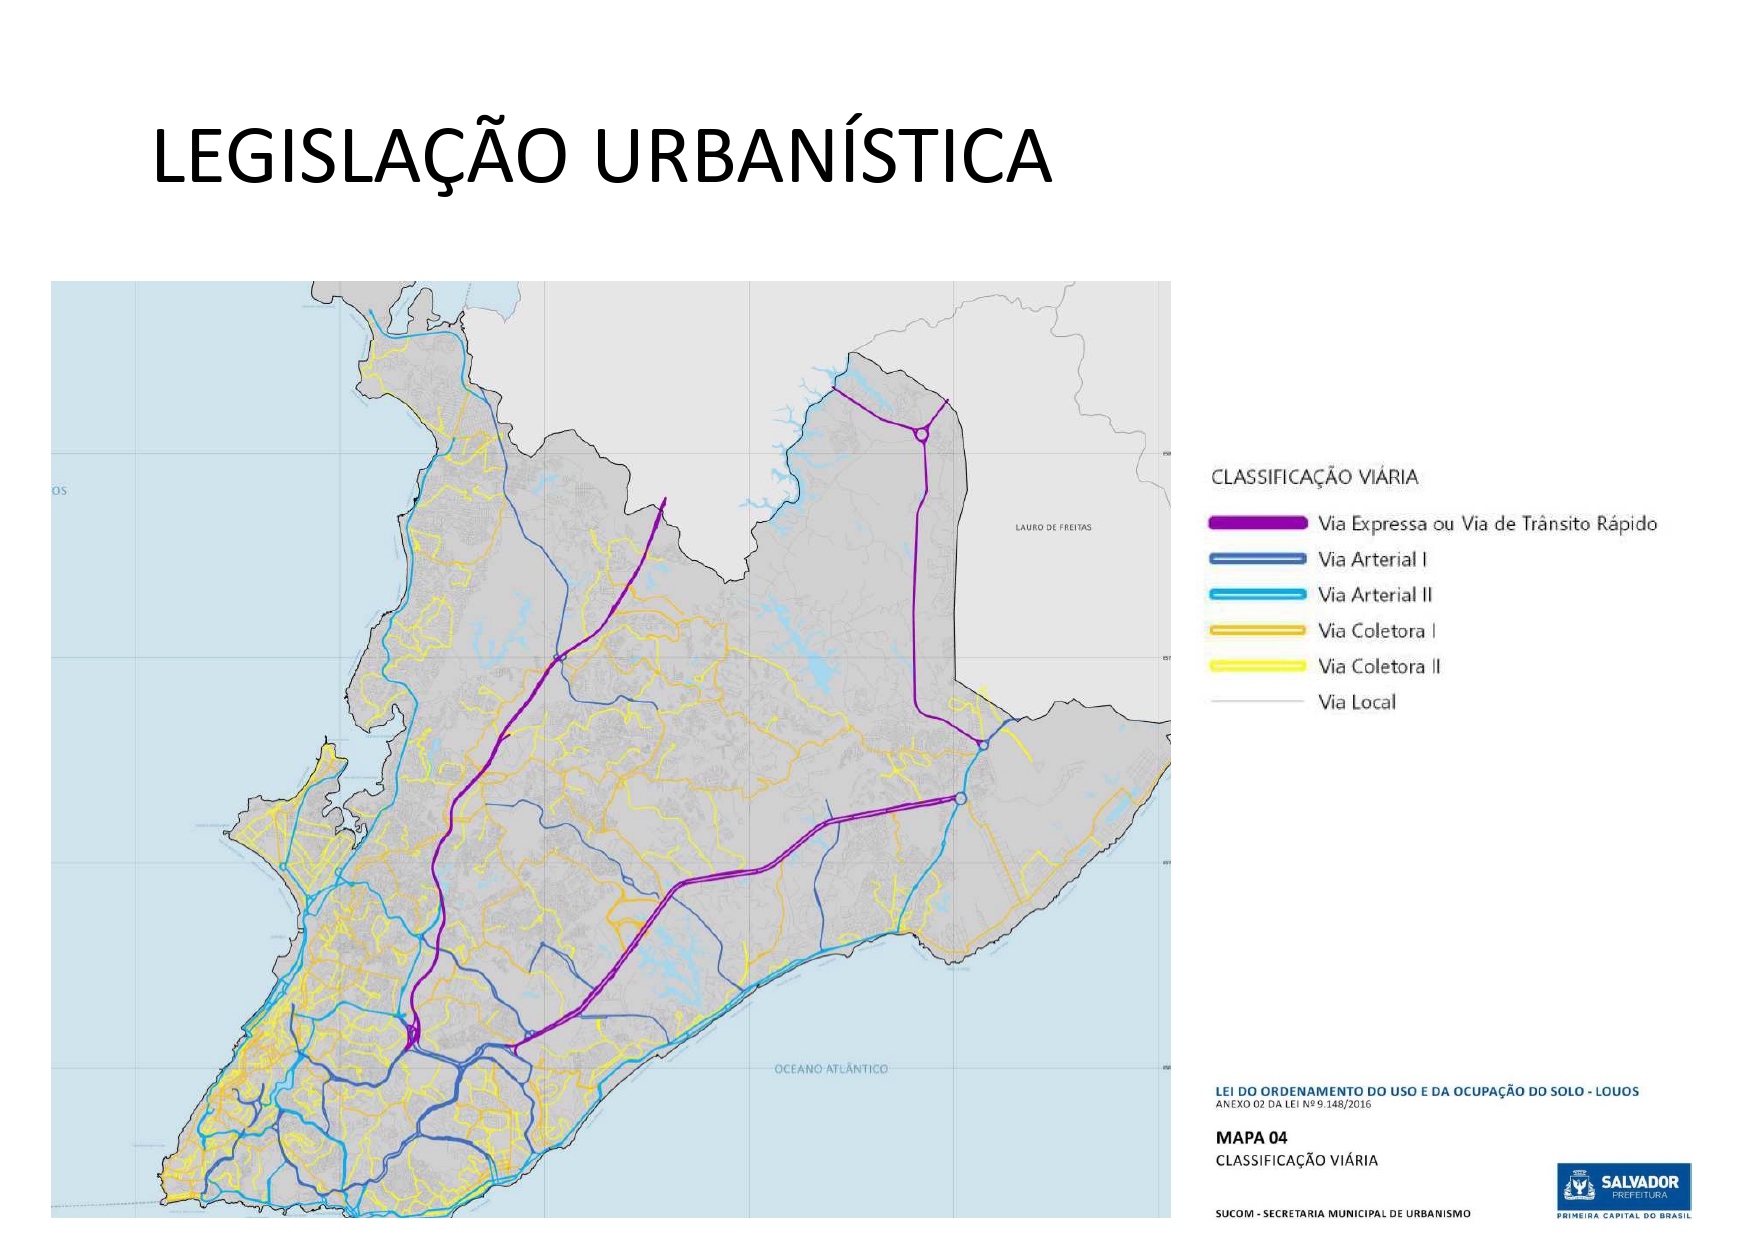 LEGISLAÇÃO URBANÍSTICA
OS
LAURO DE FREITAS
OCEANO ATLÂNTICO
CLASSIFICAÇÃO VIÁRIA
Via Expressa ou Via de Trânsito Rápido
Via Arterial I
Via Arterial II
Via Coletora I
Via Coletora II
Via Local
LEI DO ORDENAMENTO DO USO E DA OCUPAÇÃO DO SOLO - LOUOS
ANEXO 02 DA LEI Nº 9.148/2016
MAPA 04
CLASSIFICAÇÃO VIÁRIA
SUCOM - SECRETARIA MUNICIPAL DE URBANISMO
SALVADOR
PREFEITURA
PRIMEIRA CAPITAL DO BRASIL